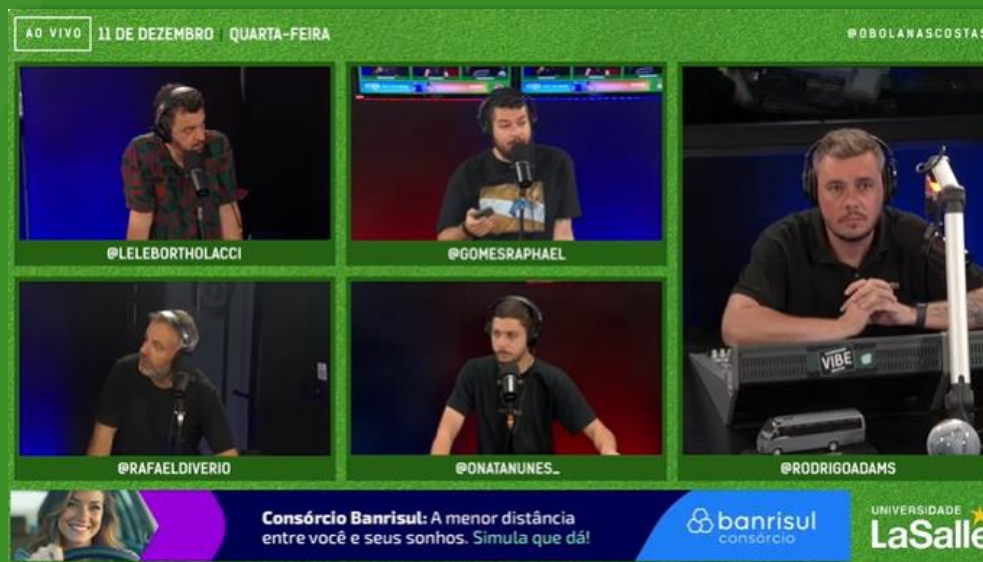 AO VIVO 11 DE DEZEMBRO QUARTA-FEIRA
@OBOLANASCOSTAS
@LELEBORTHOLACCI
@GOMESRAPHAEL
VIBE
@RAFAELDIVERIO
@ONATANUNES_
@RODRIGOADAMS
Consórcio Banrisul: A menor distância
entre você e seus sonhos. Simula que dá!
banrisul
consórcio
UNIVERSIDADE
LaSalle